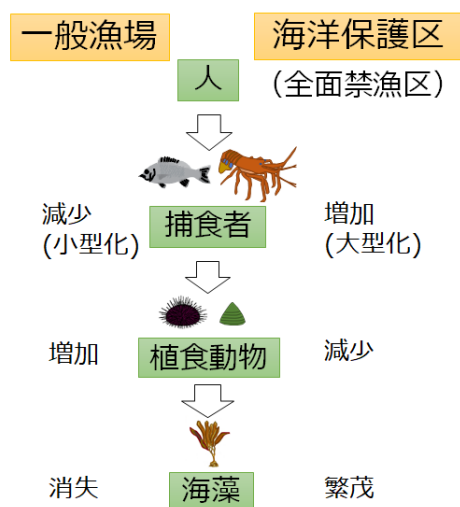 一般漁場
海洋保護区
人
(全面禁漁区)
減少
(小型化)
捕食者
増加
(大型化)
増加
植食動物
減少
消失
海藻
繁茂